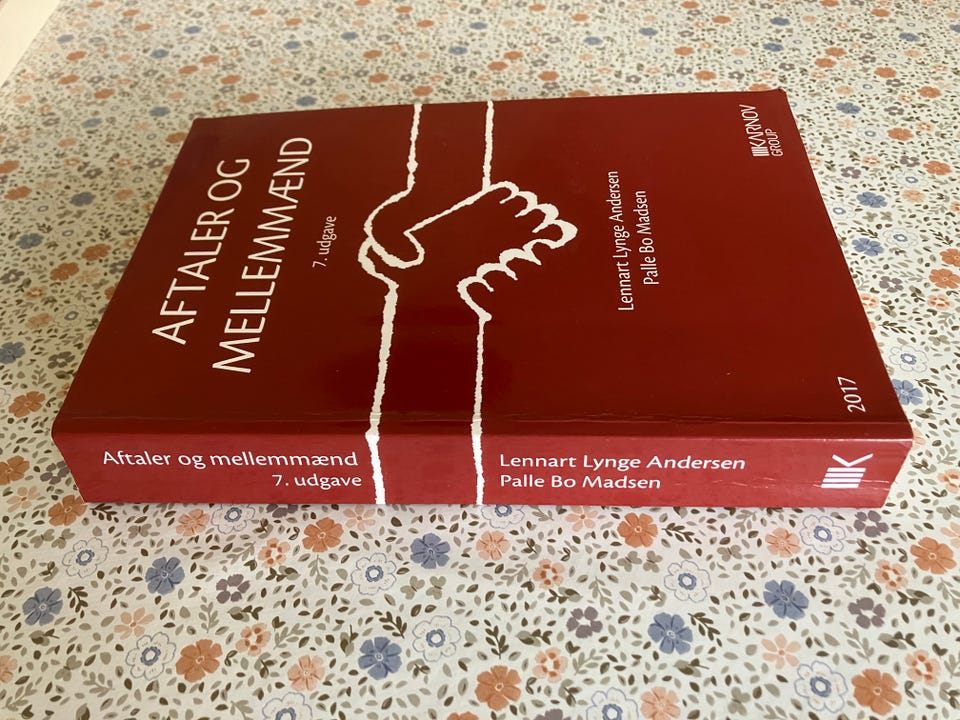 AFTALER OG
MELLEMMÆND
7. udgave
Lennart Lynge Andersen
Palle Bo Madsen
KARNOV
GROUP
2017
Aftaler og mellemmænd
7. udgave
Lennart Lynge Andersen
Palle Bo Madsen
K